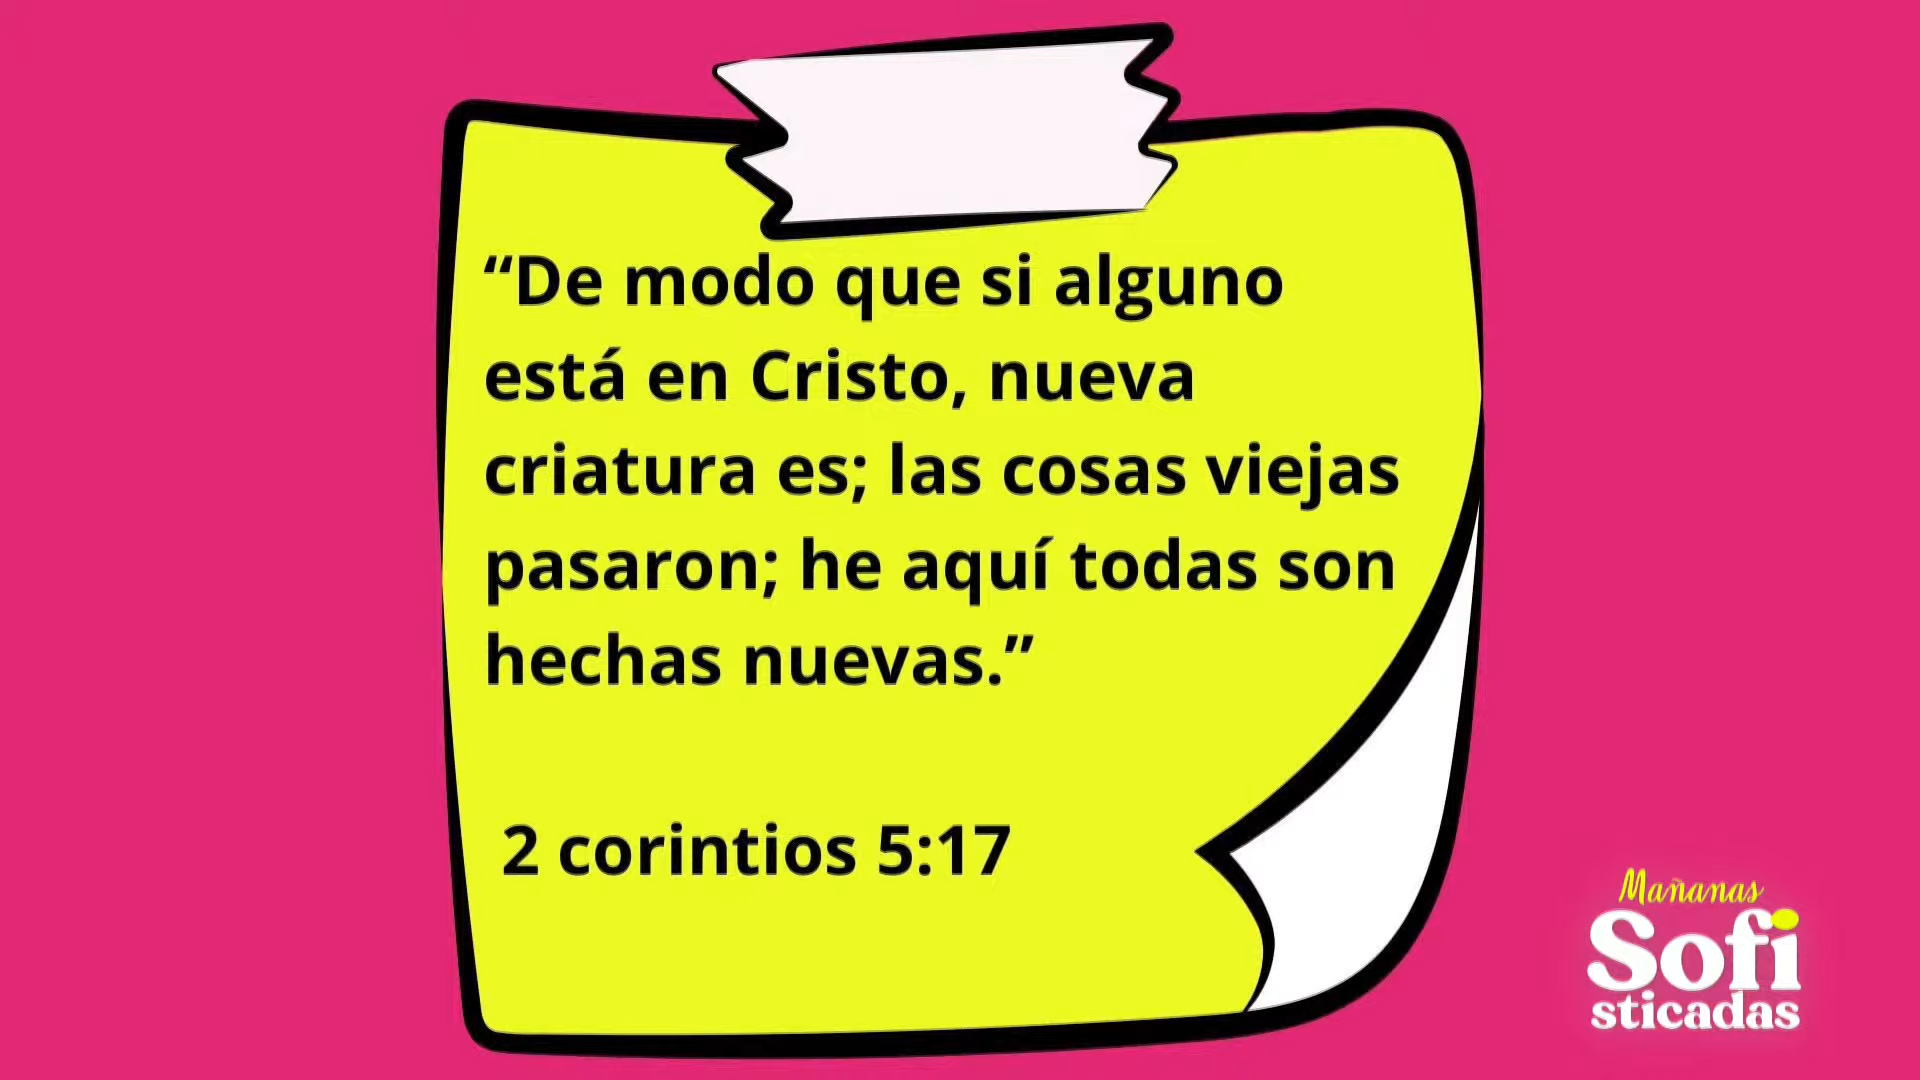 “De modo que si alguno
está en Cristo, nueva
criatura es; las cosas viejas
pasaron; he aquí todas son
hechas nuevas.”
2 corintios 5:17
Mañanas
Sofi
sticadas